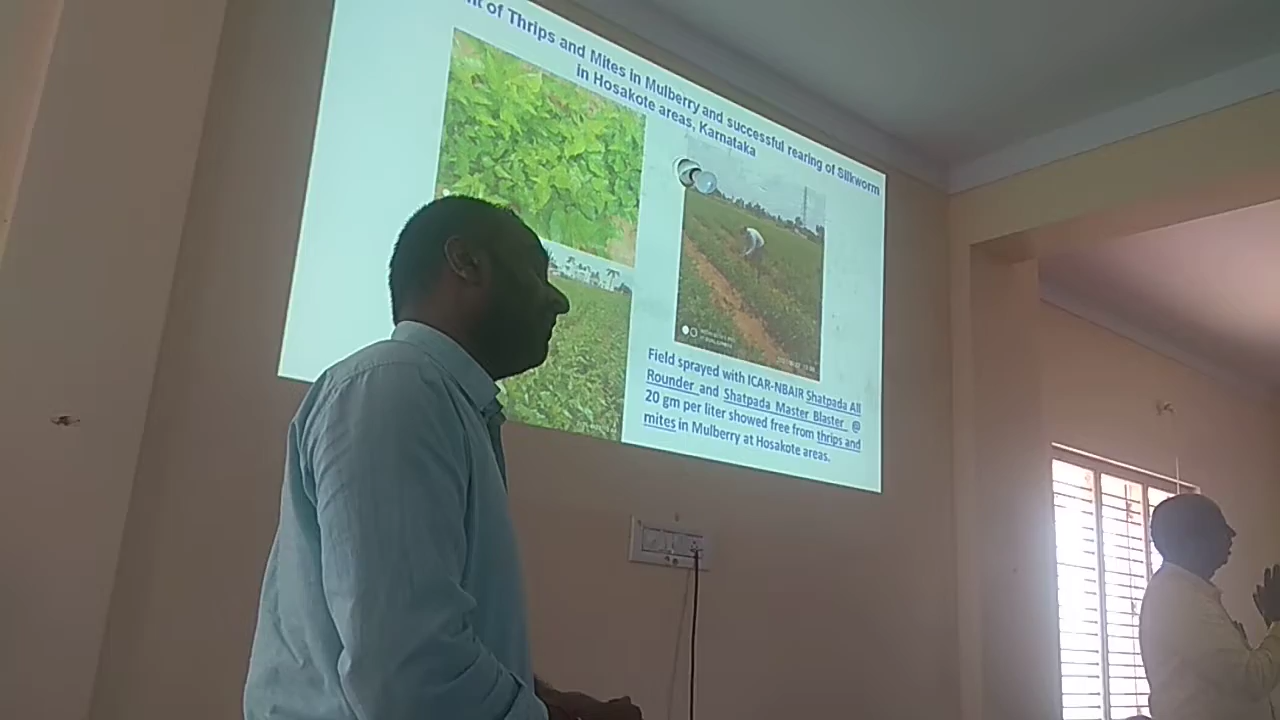 of Thrips and Mites in Mulberry and successful rearing of Silkworm
in Hosakote areas, Karnataka
Field sprayed with ICAR-NBAIR Shatpada All
Rounder and Shatpada Master Blaster @
20 gm per liter showed free from thrips and
mites in Mulberry at Hosakote areas.